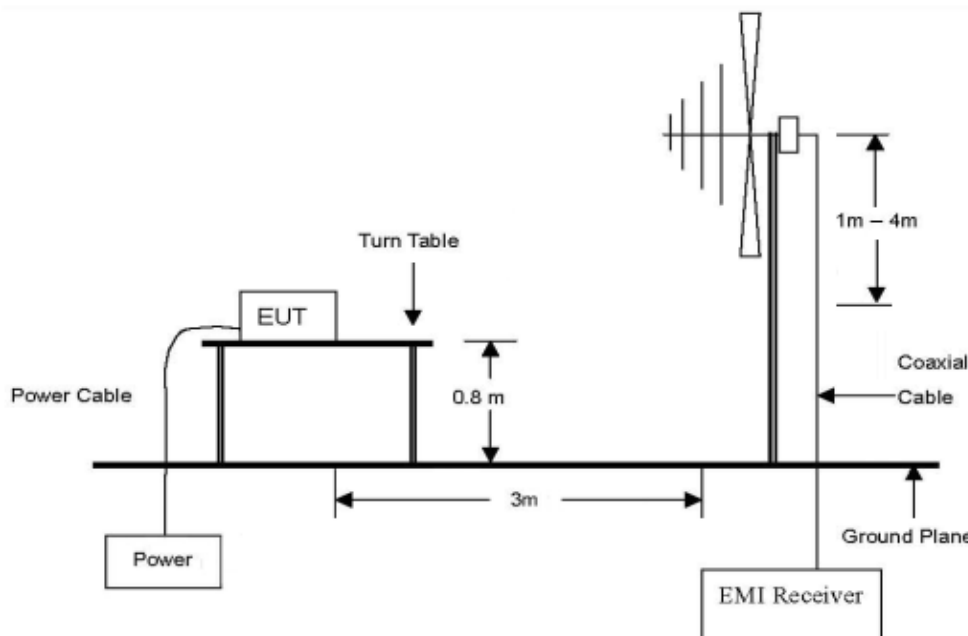 1m – 4m
Turn Table
EUT
Coaxial
Power Cable
0.8 m
Cable
3m
Ground Plane
Power
EMI Receiver